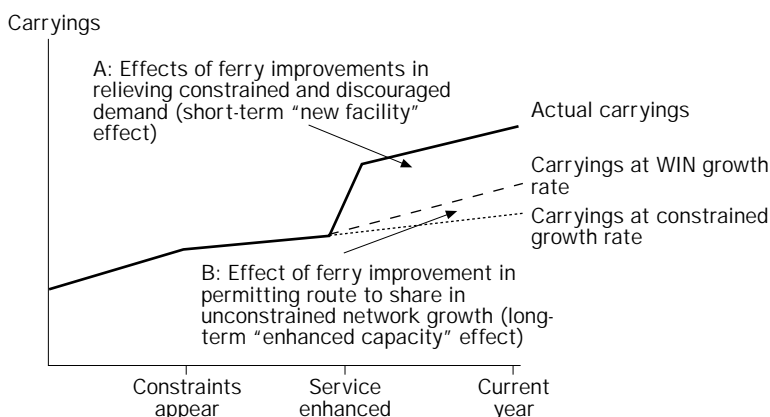 Carryings
A: Effects of ferry improvements in
relieving constrained and discouraged
demand (short-term “new facility”
effect)
Actual carryings
Carryings at WIN growth
rate
Carryings at constrained
growth rate
B: Effect of ferry improvement in
permitting route to share in
unconstrained network growth (long-
term “enhanced capacity” effect)
Constraints
appear
Service
enhanced
Current
year